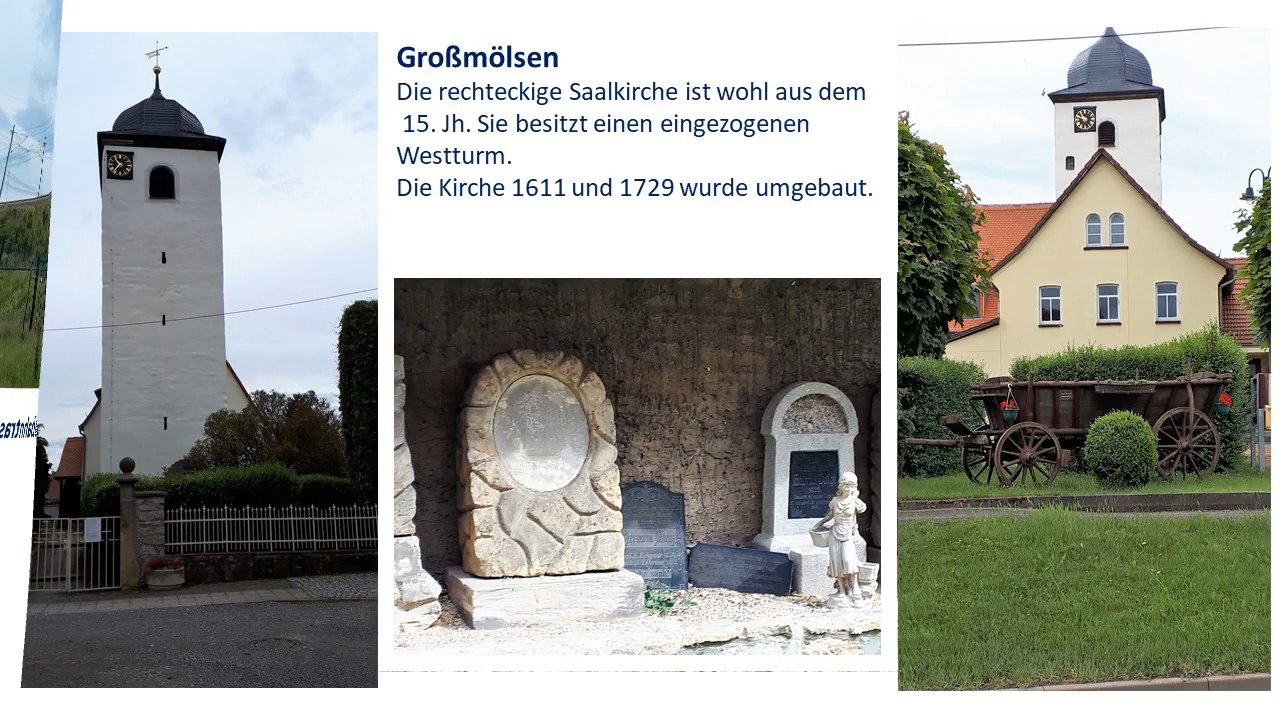 Großmölsen
Die rechteckige Saalkirche ist wohl aus dem
15. Jh. Sie besitzt einen eingezogenen
Westturm.
Die Kirche 1611 und 1729 wurde umgebaut.